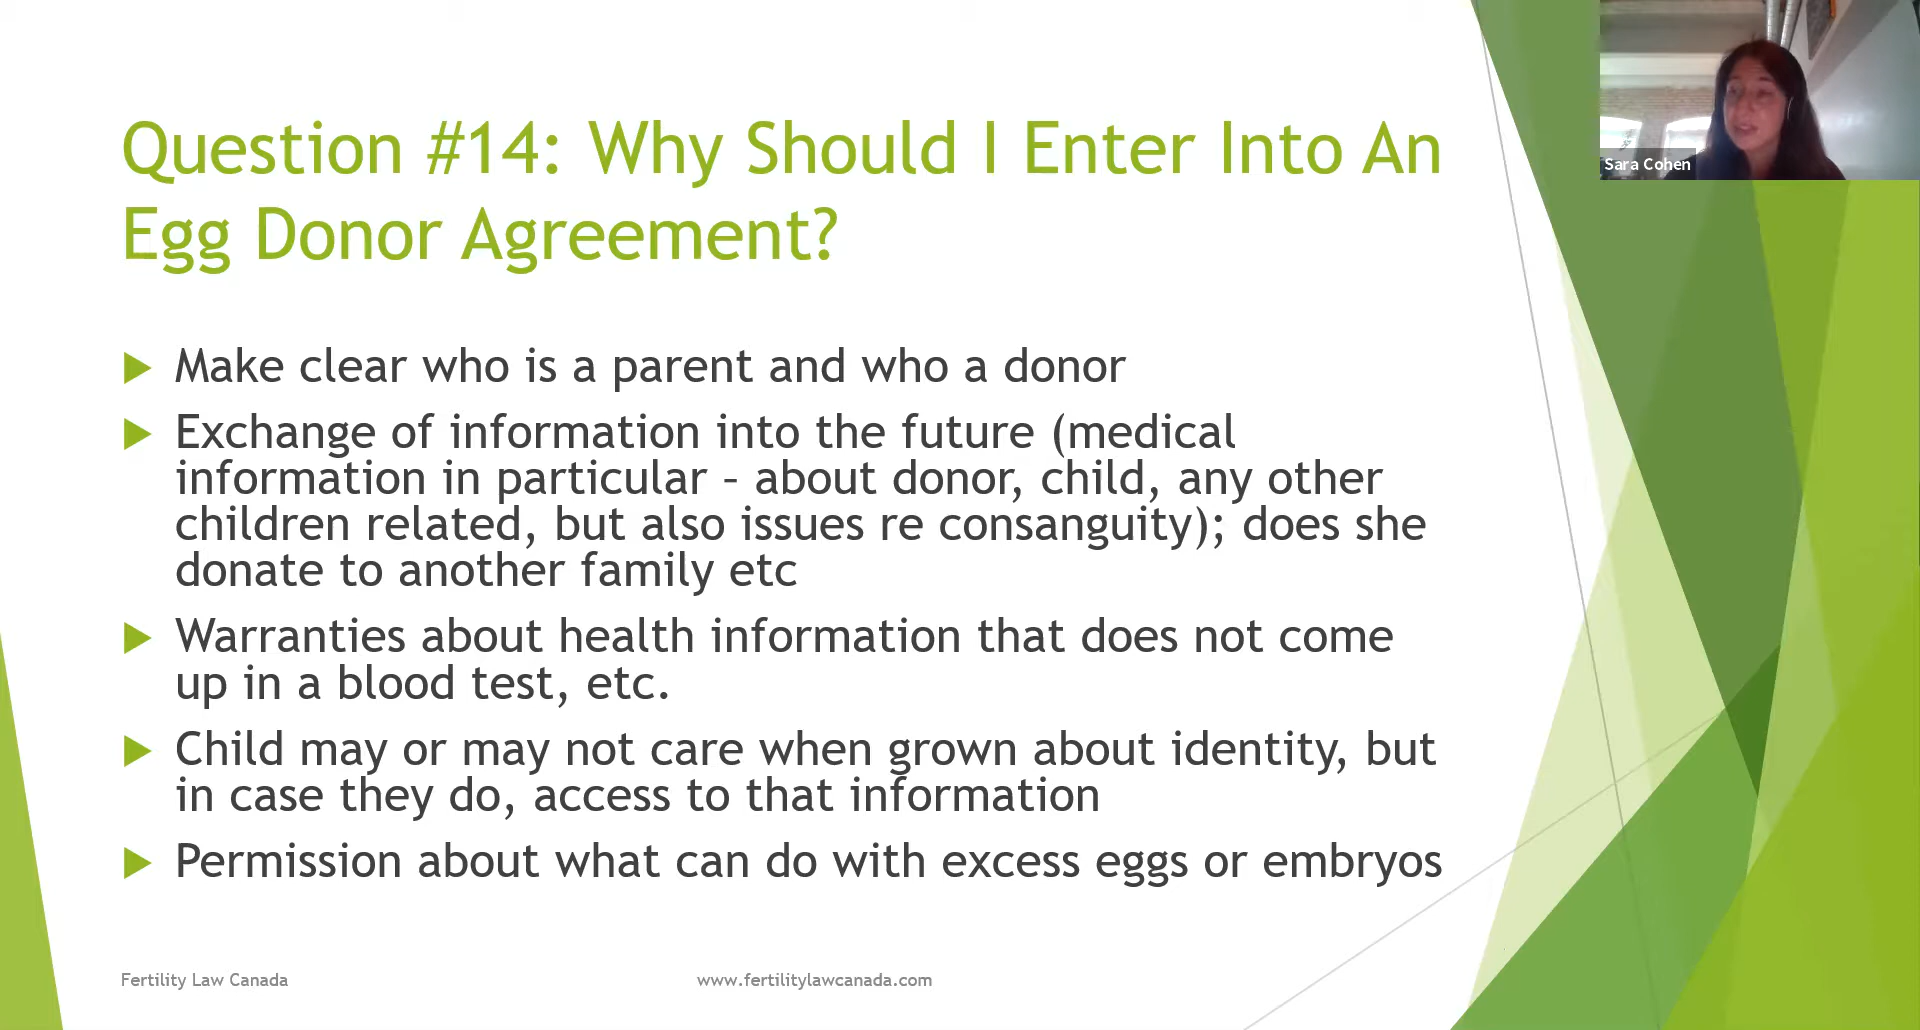 Question #14: Why Should I Enter Into An
Egg Donor Agreement?
Sara Cohen
Make clear who is a parent and who a donor
Exchange of information into the future (medical
information in particular – about donor, child, any other
children related, but also issues re consanguity); does she
donate to another family etc
Warranties about health information that does not come
up in a blood test, etc.
Child may or may not care when grown about identity, but
in case they do, access to that information
Permission about what can do with excess eggs or embryos
Fertility Law Canada
www.fertilitylawcanada.com